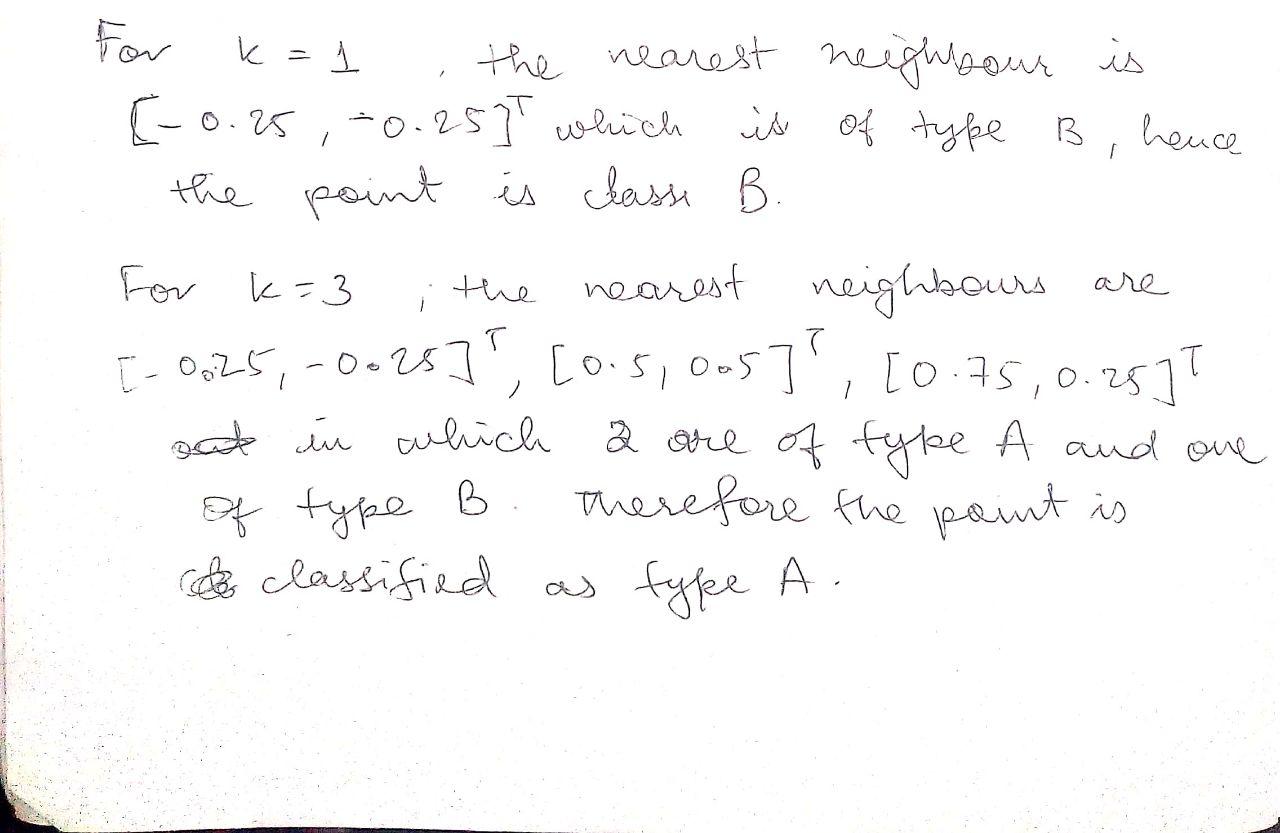 For k = 1, the nearest neighbour is
[-0.25, -0.25]ᵀ which is of type B, hence
the point is class B.
For k=3, the nearest neighbours are
[-0.25, -0.25]ᵀ, [0.5, 0.5]ᵀ, [0.75, 0.25]ᵀ
in which 2 are of type A and one
of type B. Therefore the point is
classified as type A.